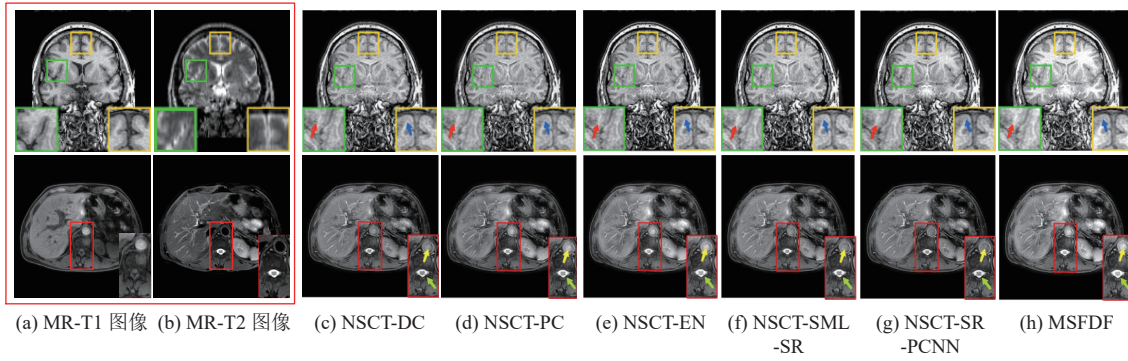 (a) MR-T1 图像
(b) MR-T2 图像
(c) NSCT-DC
(d) NSCT-PC
(e) NSCT-EN
(f) NSCT-SML
-SR
(g) NSCT-SR
-PCNN
(h) MSFDF